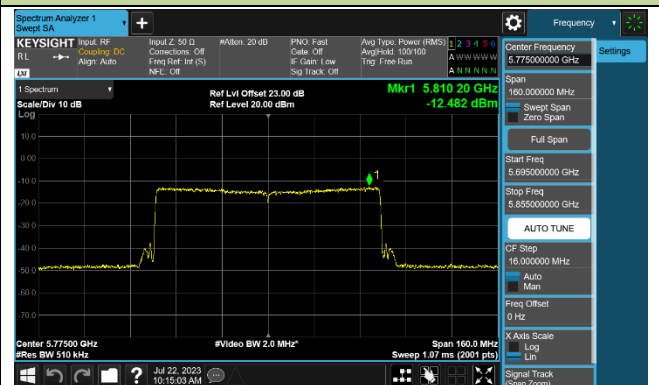 Spectrum Analyzer 1
Swept SA
+
Frequency
KEYSIGHT
Input: RF
Coupling: DC
Align: Auto
RL
LXI
Input Z: 50 Ω
Corrections: Off
Freq Ref: Int (S)
NFE: Off
#Atten: 20 dB
PNO: Fast
Gate: Off
IF Gain: Low
Sig Track: Off
Avg Type: Power (RMS)
Avg|Hold: 100/100
Trig: Free Run
1 2 3 4 5 6
A W W W W W
A N N N N N
Center Frequency
5.775000000 GHz
Settings
Span
160.000000 MHz
Swept Span
Zero Span
Full Span
Start Freq
5.695000000 GHz
Stop Freq
5.855000000 GHz
AUTO TUNE
CF Step
16.000000 MHz
Auto
Man
Freq Offset
0 Hz
X Axis Scale
Log
Lin
Signal Track
(Span Zoom)
1 Spectrum
Scale/Div 10 dB
Log
Ref Lvl Offset 23.00 dB
Ref Level 20.00 dBm
Mkr1 5.810 20 GHz
-12.482 dBm
10.0
0.00
-10.0
-20.0
-30.0
-40.0
-50.0
-60.0
-70.0
1
Center 5.77500 GHz
#Res BW 510 kHz
#Video BW 2.0 MHz*
Span 160.0 MHz
Sweep 1.07 ms (2001 pts)
?
Jul 22, 2023
10:15:03 AM